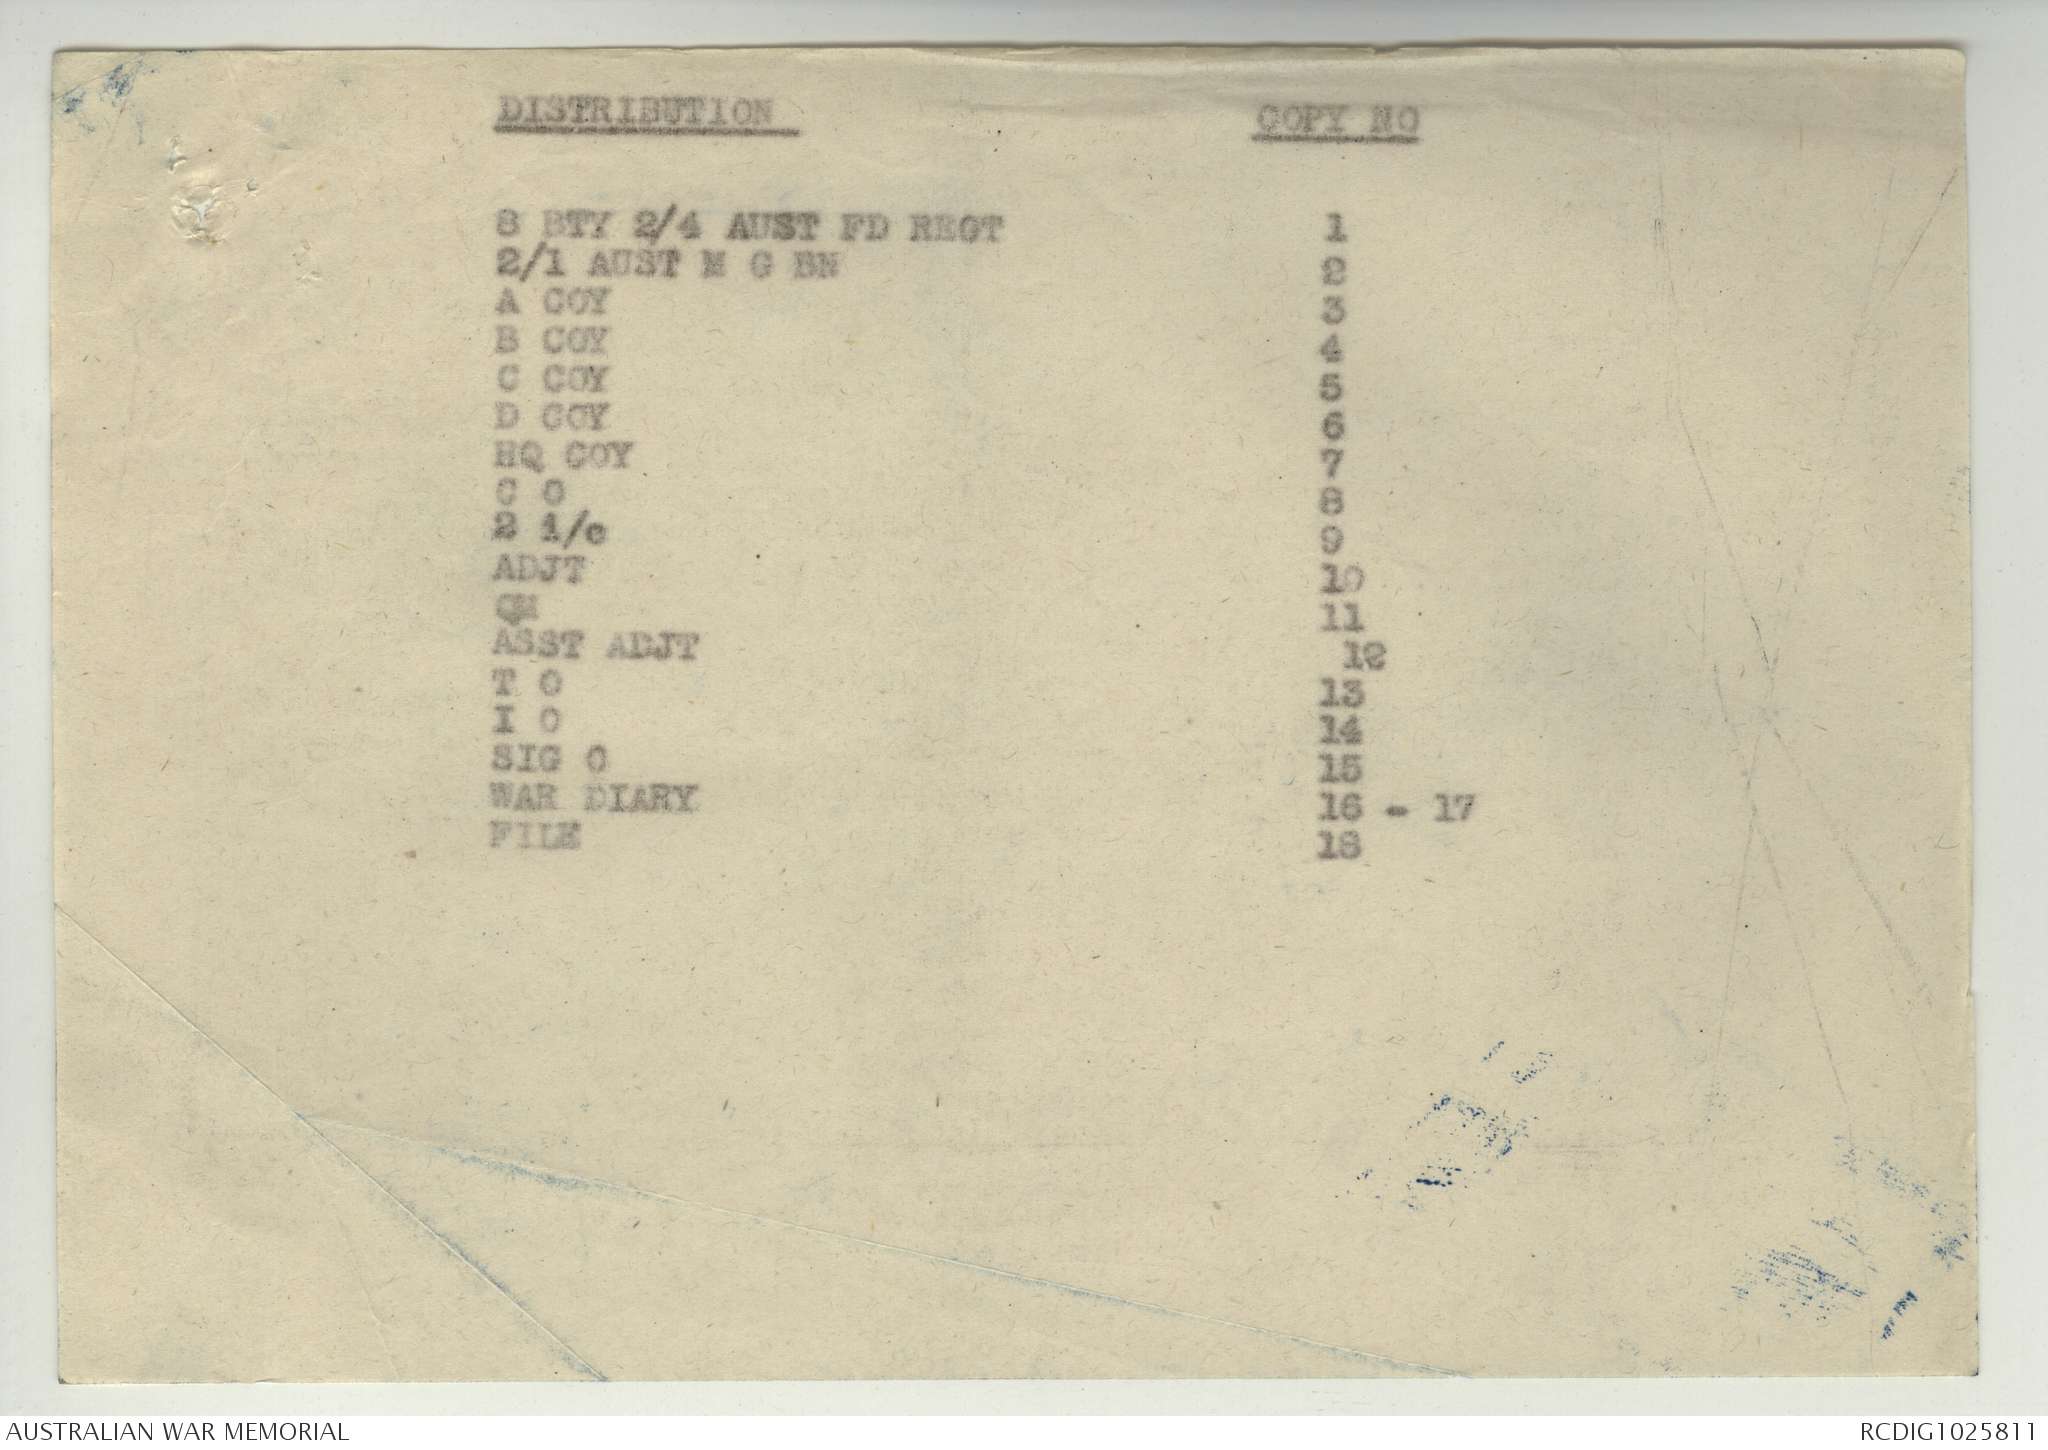 DISTRIBUTION COPY NO
8 BTY 2/4 AUST FD REGT 1
2/1 AUST M G BN 2
A COY 3
B COY 4
C COY 5
D COY 6
HQ COY 7
C O 8
2 i/c 9
ADJT 10
QM 11
ASST ADJT 12
T O 13
I O 14
SIG O 15
WAR DIARY 16 - 17
FILE 18
AUSTRALIAN WAR MEMORIAL RCDIG1025811